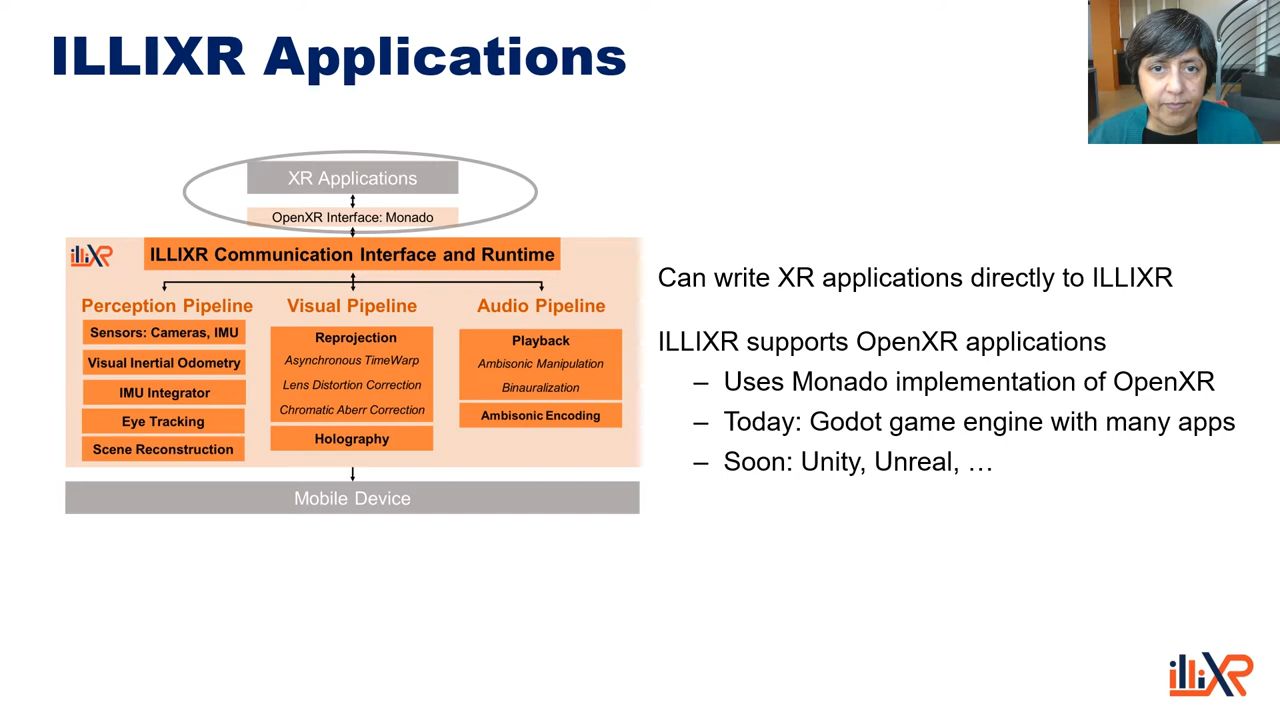 ILLIXR Applications
XR Applications
OpenXR Interface: Monado
illiXR
ILLIXR Communication Interface and Runtime
Perception Pipeline
Sensors: Cameras, IMU
Visual Inertial Odometry
IMU Integrator
Eye Tracking
Scene Reconstruction
Visual Pipeline
Reprojection
Asynchronous TimeWarp
Lens Distortion Correction
Chromatic Aberr Correction
Holography
Audio Pipeline
Playback
Ambisonic Manipulation
Binauralization
Ambisonic Encoding
Mobile Device
Can write XR applications directly to ILLIXR
ILLIXR supports OpenXR applications
– Uses Monado implementation of OpenXR
– Today: Godot game engine with many apps
– Soon: Unity, Unreal, …
illiXR